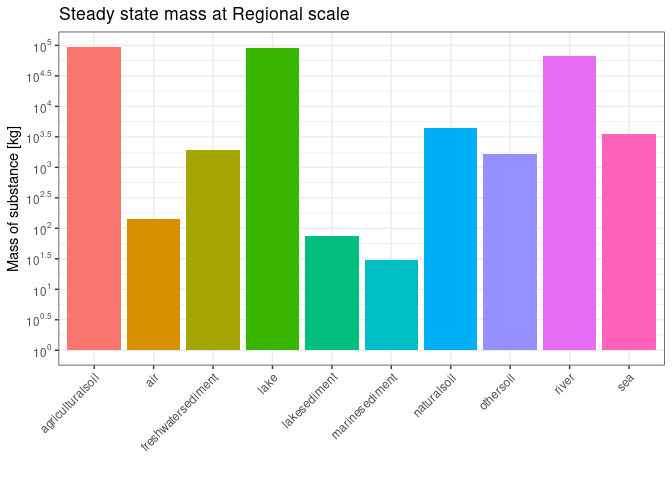 Steady state mass at Regional scale
Mass of substance [kg]
10^5
10^4.5
10^4
10^3.5
10^3
10^2.5
10^2
10^1.5
10^1
10^0.5
10^0
agriculturalsoil
air
freshwatersediment
lake
lakesediment
marinesediment
naturalsoil
othersoil
river
sea